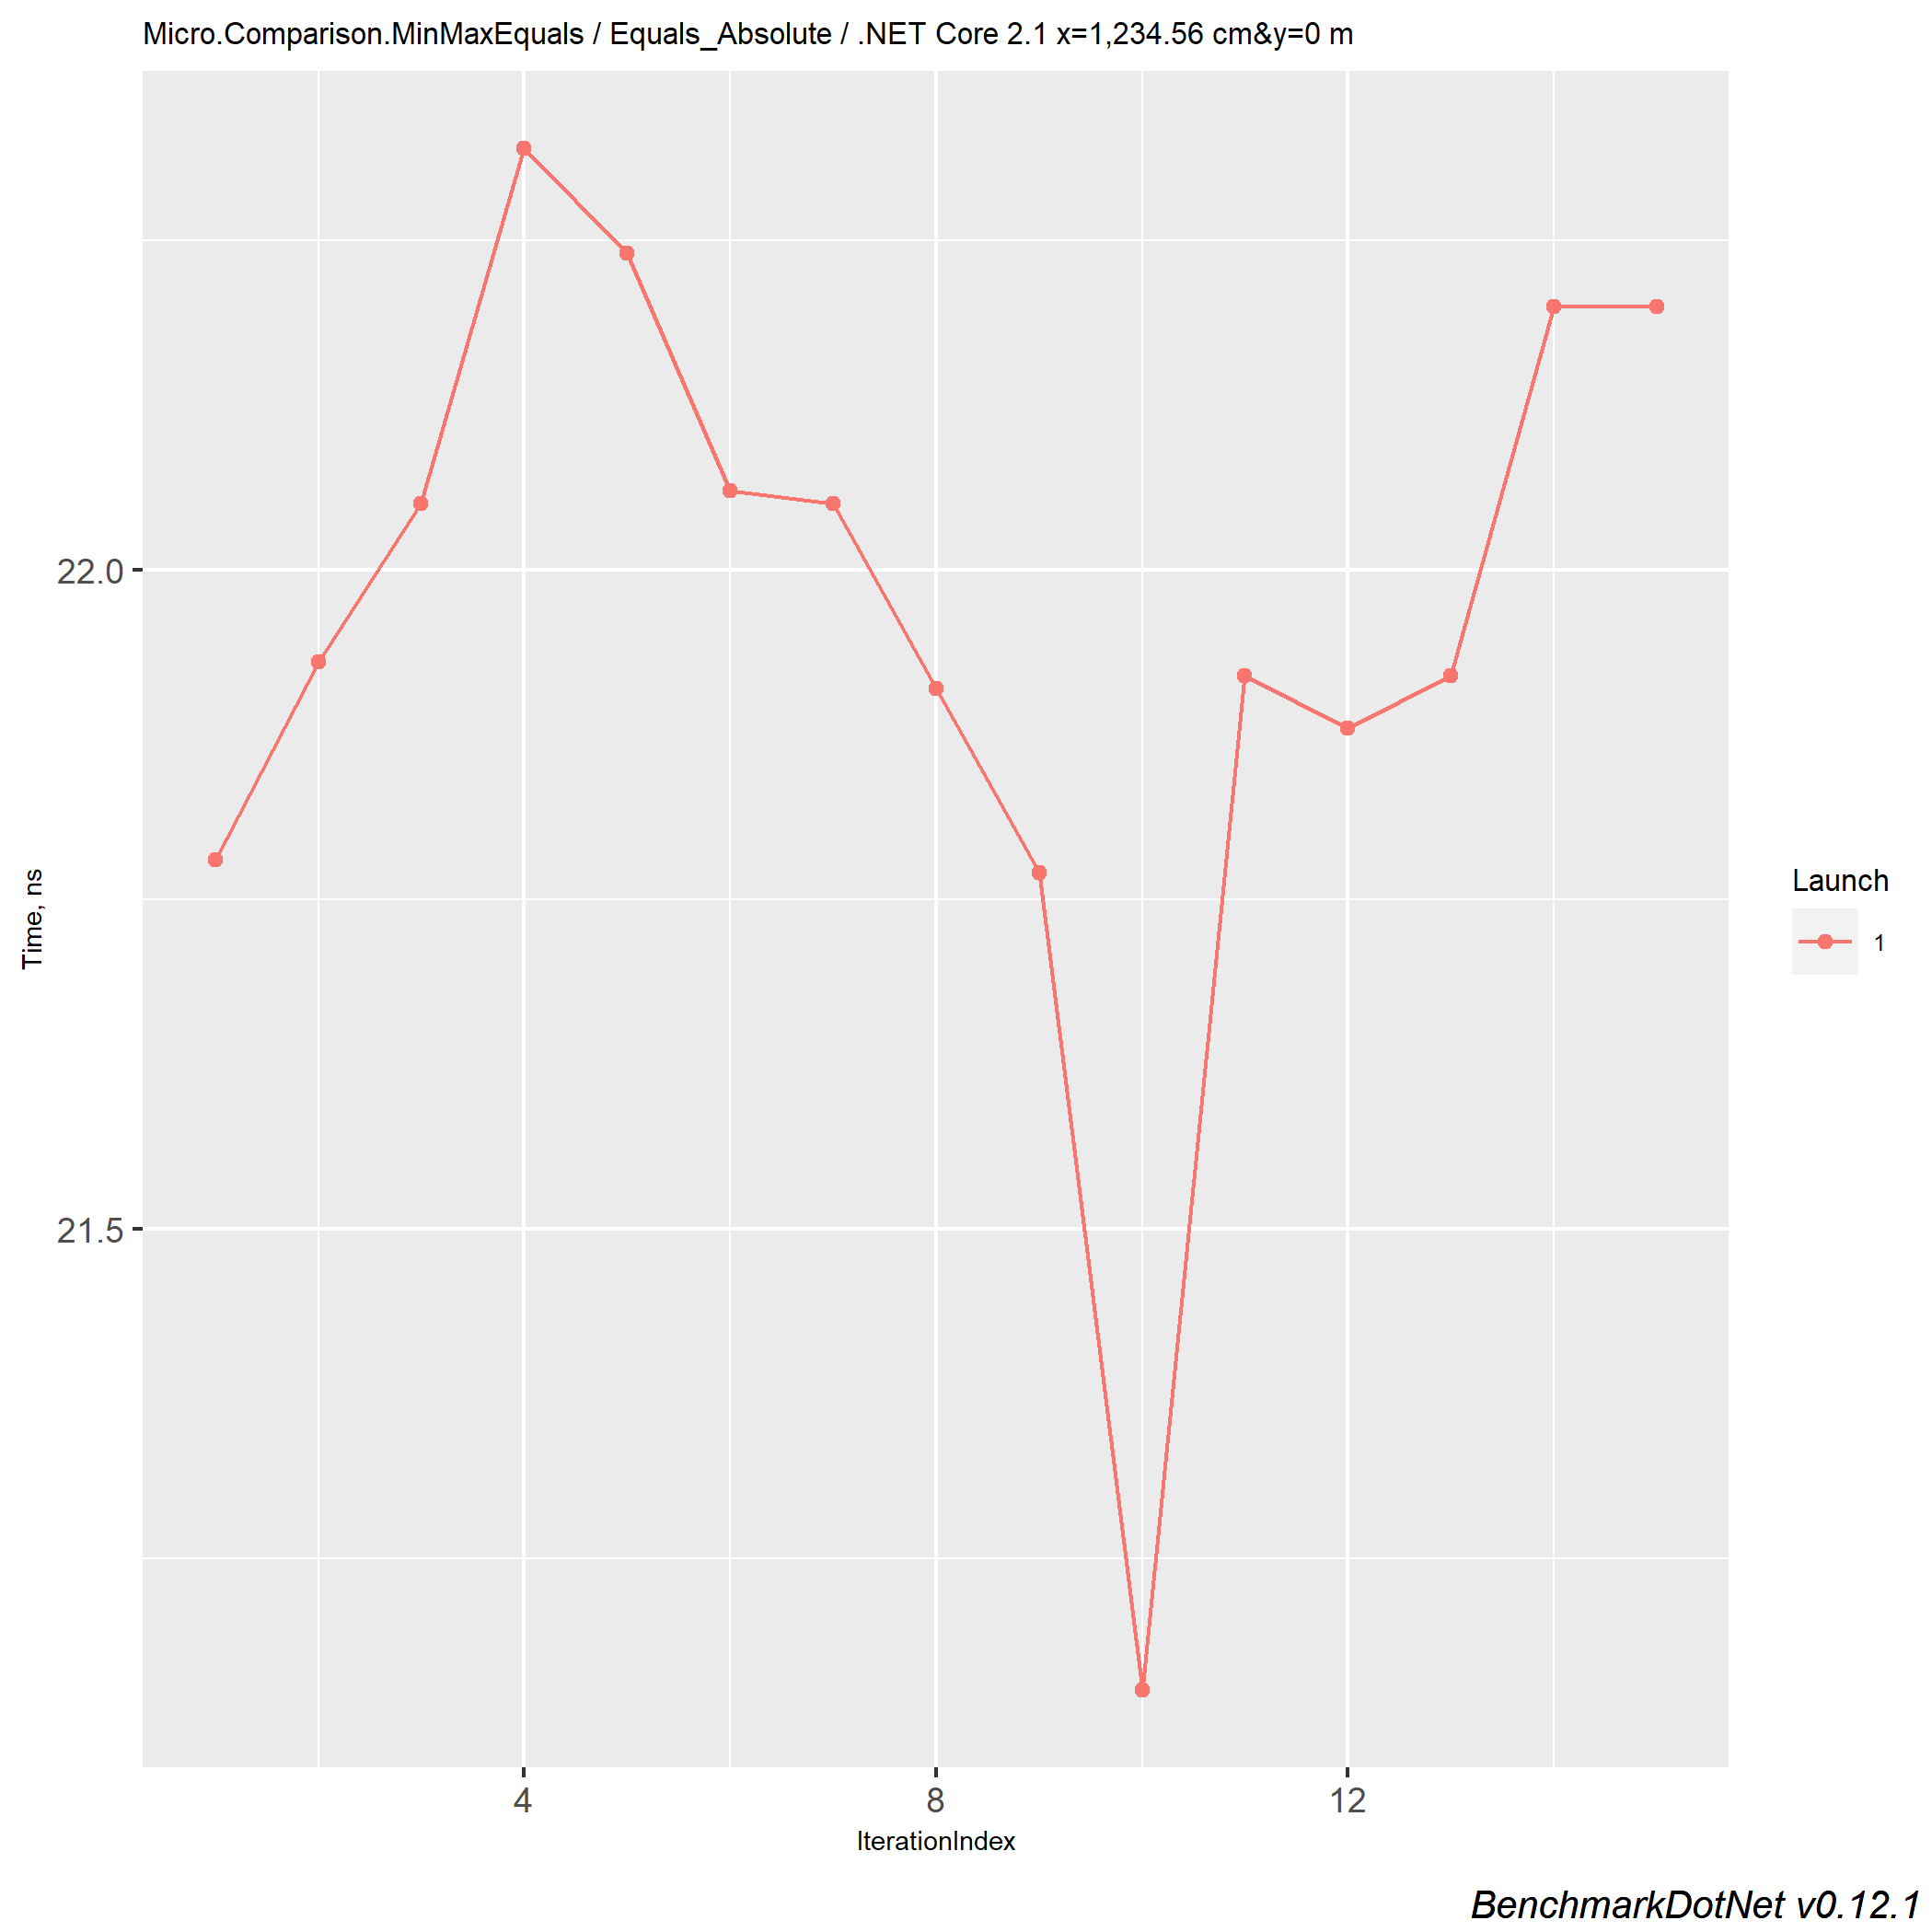 Micro.Comparison.MinMaxEquals / Equals_Absolute / .NET Core 2.1 x=1,234.56 cm&y=0 m
22.0
21.5
Time, ns
4
8
12
IterationIndex
Launch
1
BenchmarkDotNet v0.12.1